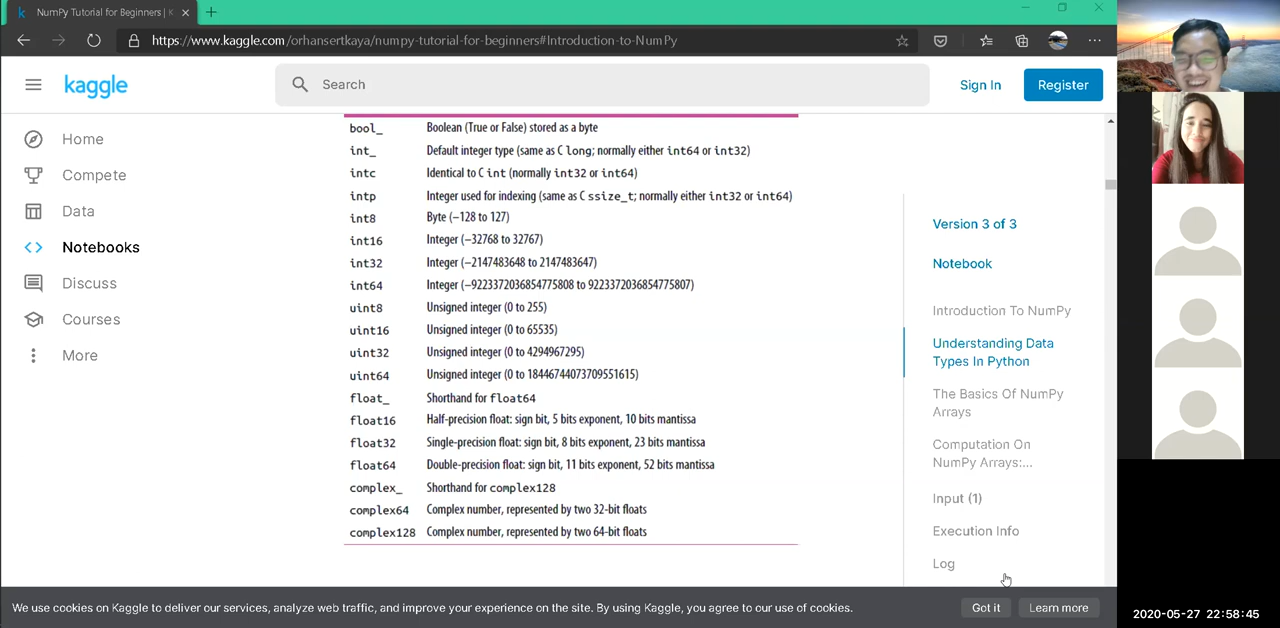 NumPy Tutorial for Beginners | K
https://www.kaggle.com/orhansertkaya/numpy-tutorial-for-beginners#Introduction-to-NumPy
kaggle
Search
Sign In
Register
Home
Compete
Data
Notebooks
Discuss
Courses
More
bool_ Boolean (True or False) stored as a byte
int_ Default integer type (same as C long; normally either int64 or int32)
intc Identical to C int (normally int32 or int64)
intp Integer used for indexing (same as C ssize_t; normally either int32 or int64)
int8 Byte (−128 to 127)
int16 Integer (−32768 to 32767)
int32 Integer (−2147483648 to 2147483647)
int64 Integer (−9223372036854775808 to 9223372036854775807)
uint8 Unsigned integer (0 to 255)
uint16 Unsigned integer (0 to 65535)
uint32 Unsigned integer (0 to 4294967295)
uint64 Unsigned integer (0 to 18446744073709551615)
float_ Shorthand for float64
float16 Half-precision float: sign bit, 5 bits exponent, 10 bits mantissa
float32 Single-precision float: sign bit, 8 bits exponent, 23 bits mantissa
float64 Double-precision float: sign bit, 11 bits exponent, 52 bits mantissa
complex_ Shorthand for complex128
complex64 Complex number, represented by two 32-bit floats
complex128 Complex number, represented by two 64-bit floats
Version 3 of 3
Notebook
Introduction To NumPy
Understanding Data
Types In Python
The Basics Of NumPy
Arrays
Computation On
NumPy Arrays:...
Input (1)
Execution Info
Log
We use cookies on Kaggle to deliver our services, analyze web traffic, and improve your experience on the site. By using Kaggle, you agree to our use of cookies.
Got it
Learn more
2020-05-27 22:58:45